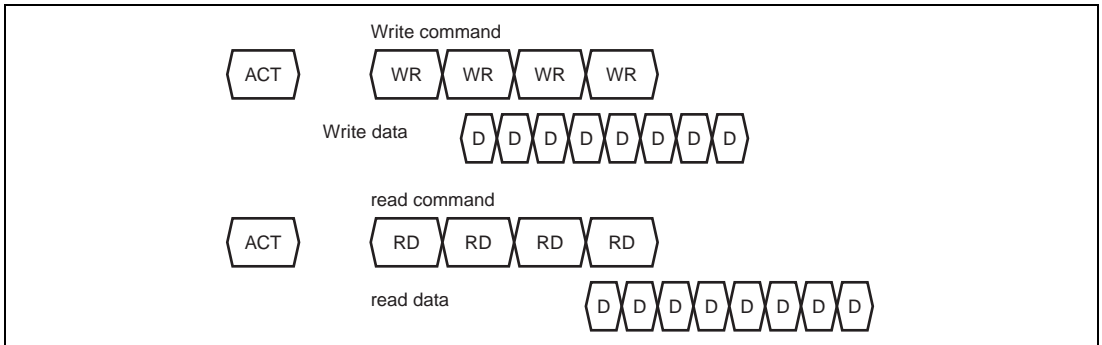 Write command
ACT WR WR WR WR
Write data D D D D D D D D
read command
ACT RD RD RD RD
read data D D D D D D D D